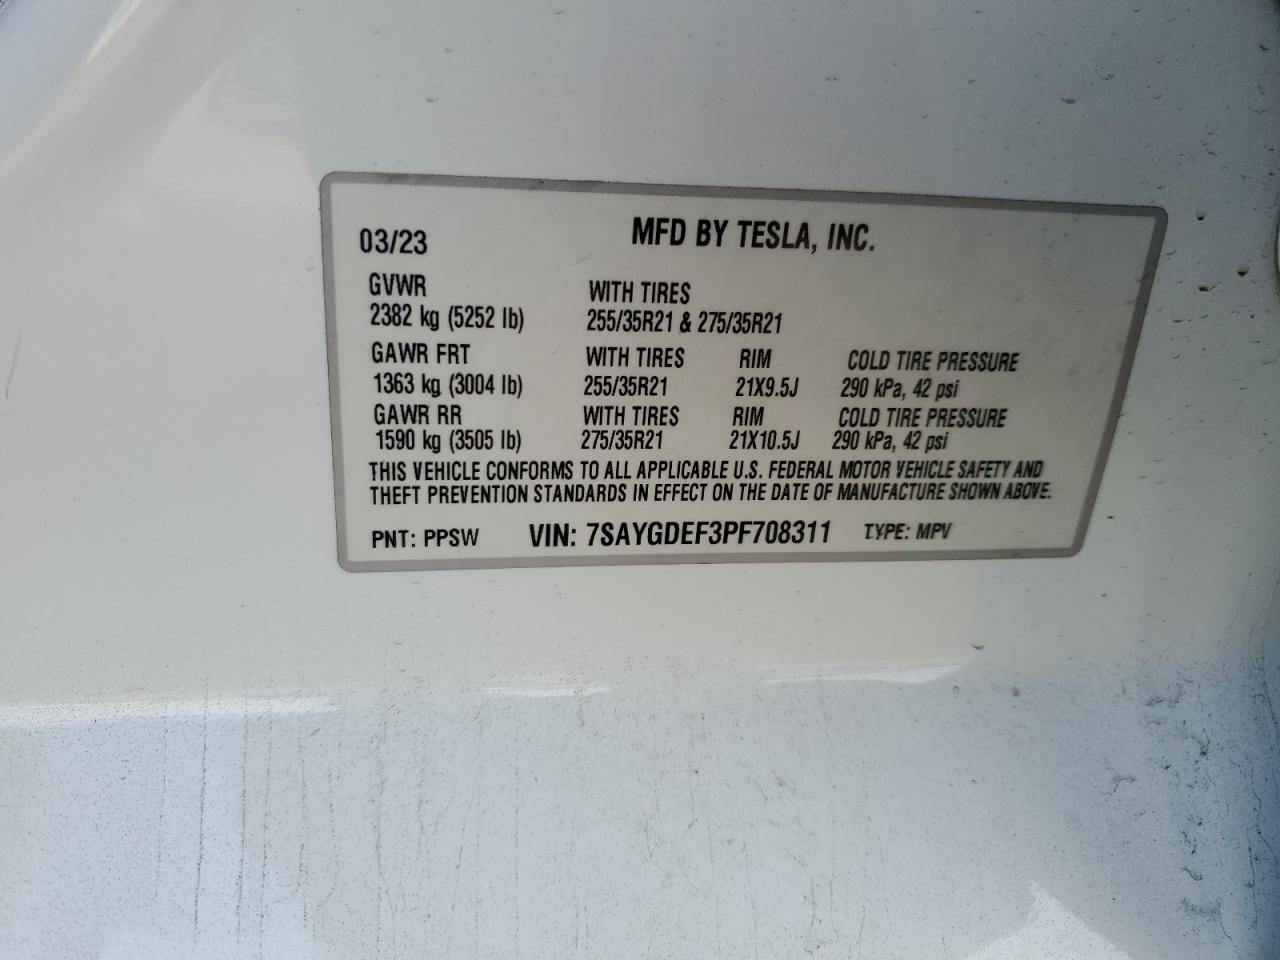 03/23 MFD BY TESLA, INC.
GVWR WITH TIRES
2382 kg (5252 lb) 255/35R21 & 275/35R21
GAWR FRT WITH TIRES RIM COLD TIRE PRESSURE
1363 kg (3004 lb) 255/35R21 21X9.5J 290 kPa, 42 psi
GAWR RR WITH TIRES RIM COLD TIRE PRESSURE
1590 kg (3505 lb) 275/35R21 21X10.5J 290 kPa, 42 psi
THIS VEHICLE CONFORMS TO ALL APPLICABLE U.S. FEDERAL MOTOR VEHICLE SAFETY AND
THEFT PREVENTION STANDARDS IN EFFECT ON THE DATE OF MANUFACTURE SHOWN ABOVE.
PNT: PPSW VIN: 7SAYGDEF3PF708311 TYPE: MPV